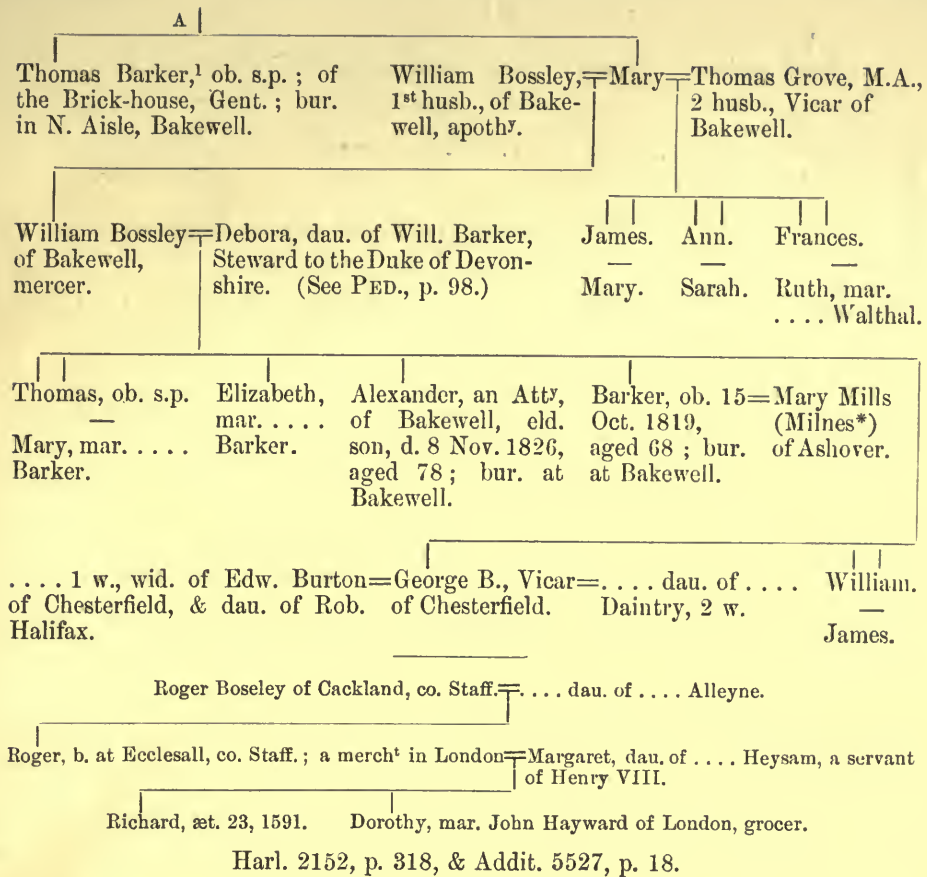 A
Thomas Barker,¹ ob. s.p. ; of
the Brick-house, Gent. ; bur.
in N. Aisle, Bakewell.
William Bossley,
1ˢᵗ husb., of Bake-
well, apothʸ.
Mary
Thomas Grove, M.A.,
2 husb., Vicar of
Bakewell.
William Bossley
of Bakewell,
mercer.
Debora, dau. of Will. Barker,
Steward to the Duke of Devon-
shire. (See PED., p. 98.)
James.
—
Mary.
Ann.
—
Sarah.
Frances.
—
Ruth, mar.
. . . . Walthal.
Thomas, ob. s.p.
—
Mary, mar. . . . . .
Barker.
Elizabeth,
mar. . . . . .
Barker.
Alexander, an Attʸ,
of Bakewell, eld.
son, d. 8 Nov. 1826,
aged 78 ; bur. at
Bakewell.
Barker, ob. 15
Oct. 1819,
aged 68 ; bur.
at Bakewell.
=Mary Mills
(Milnes*)
of Ashover.
. . . . 1 w., wid. of Edw. Burton
of Chesterfield, & dau. of Rob.
Halifax.
=George B., Vicar
of Chesterfield.
=. . . . dau. of . . . .
Daintry, 2 w.
William.
—
James.
Roger Boseley of Cackland, co. Staff.=. . . . dau. of . . . . Alleyne.
Roger, b. at Ecclesall, co. Staff. ; a merchᵗ in London=Margaret, dau. of . . . . Heysam, a servant
of Henry VIII.
Richard, æt. 23, 1591. Dorothy, mar. John Hayward of London, grocer.
Harl. 2152, p. 318, & Addit. 5527, p. 18.